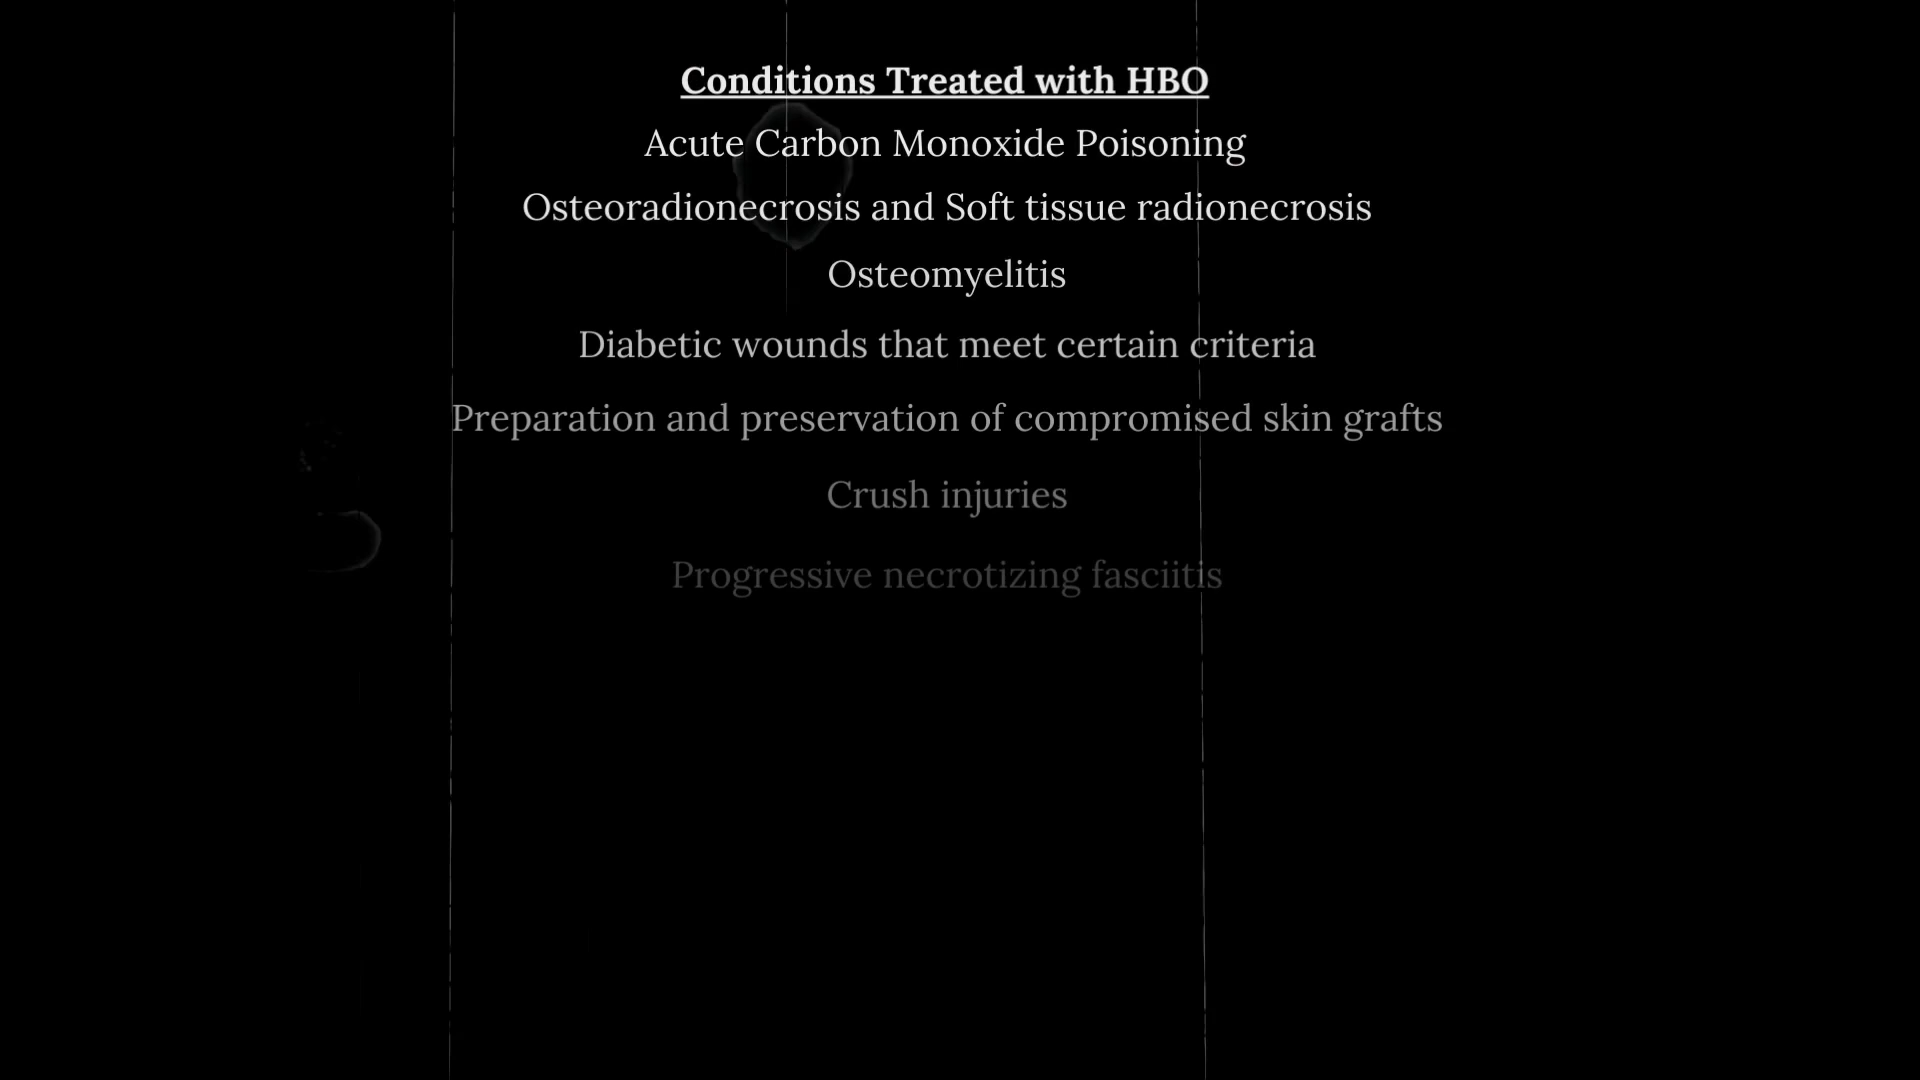 Conditions Treated with HBO
Acute Carbon Monoxide Poisoning
Osteoradionecrosis and Soft tissue radionecrosis
Osteomyelitis
Diabetic wounds that meet certain criteria
Preparation and preservation of compromised skin grafts
Crush injuries
Progressive necrotizing fasciitis